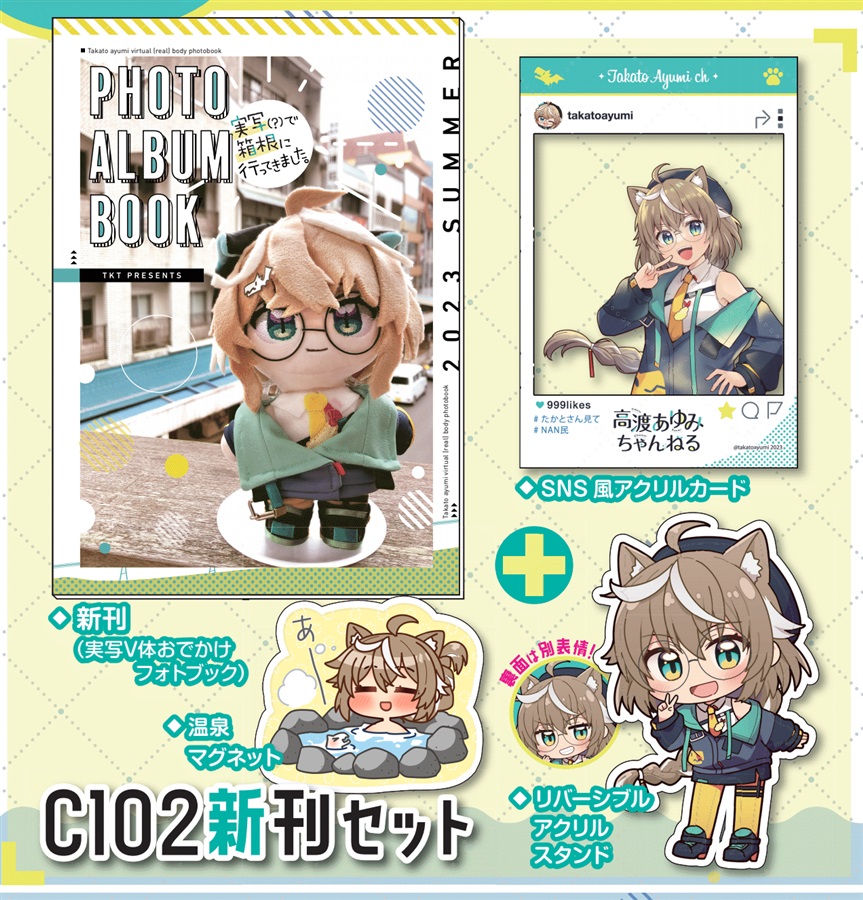 ■ Takato ayumi virtual [real] body photobook
PHOTO
ALBUM
BOOK
実写(?)で
箱根に
行ってきました。
TKT PRESENTS
2023 SUMMER
Takato ayumi virtual [real] body photobook
Takato Ayumi ch
takatoayumi
999likes
# たかとさん見て
# NAN民
高渡あゆみ
ちゃんねる
@takatoayumi 2023
◆SNS風アクリルカード
◆新刊
(実写V体おでかけ
フォトブック)
あ
◆温泉
マグネット
裏面は別表情!
◆リバーシブル
アクリル
スタンド
C102新刊セット